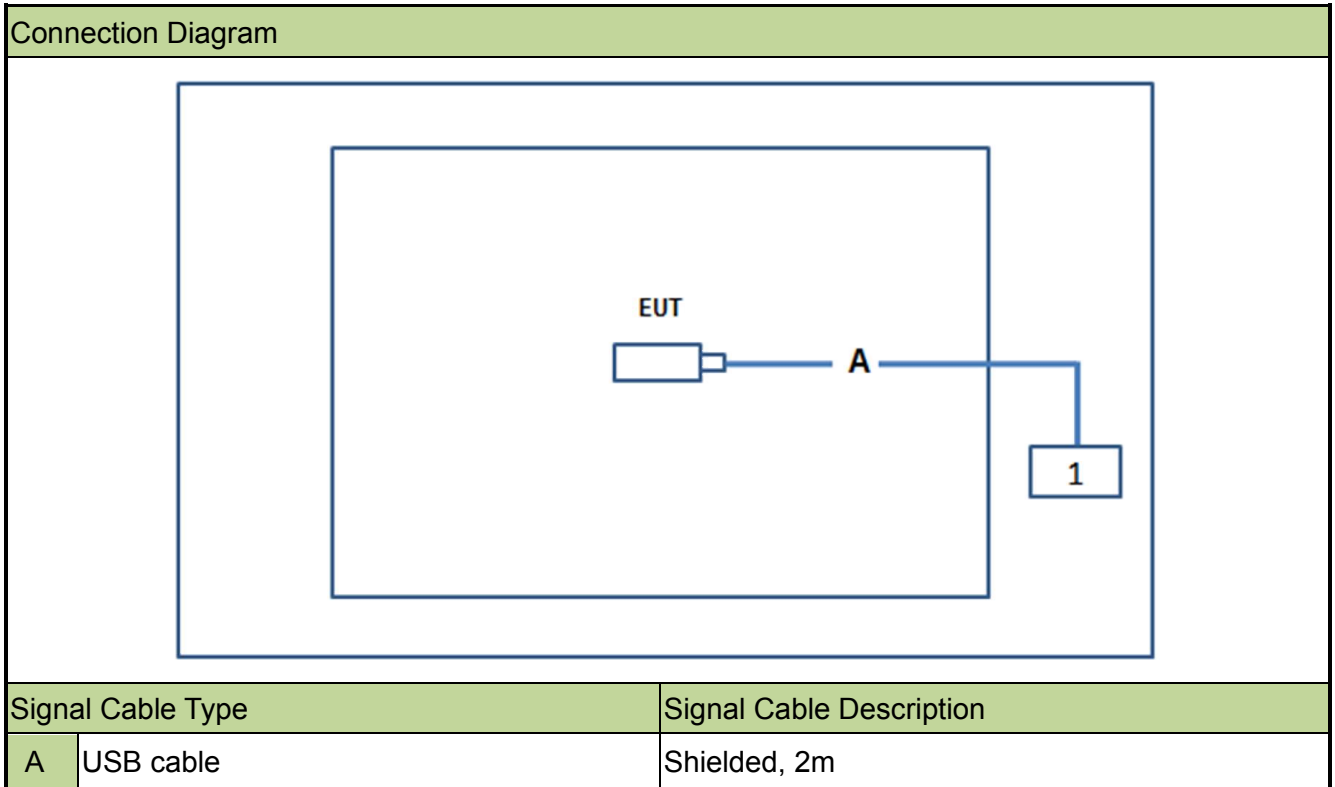 Connection Diagram
EUT
A
1
Signal Cable Type Signal Cable Description
A USB cable Shielded, 2m